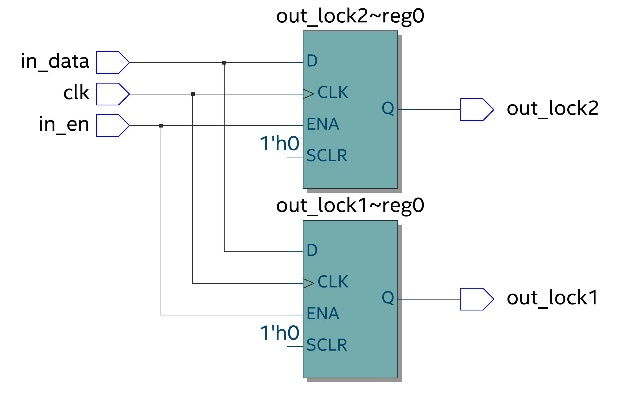 out_lock2~reg0
in_data
D
clk
CLK
Q
out_lock2
in_en
ENA
1'h0
SCLR
out_lock1~reg0
D
CLK
Q
out_lock1
ENA
1'h0
SCLR